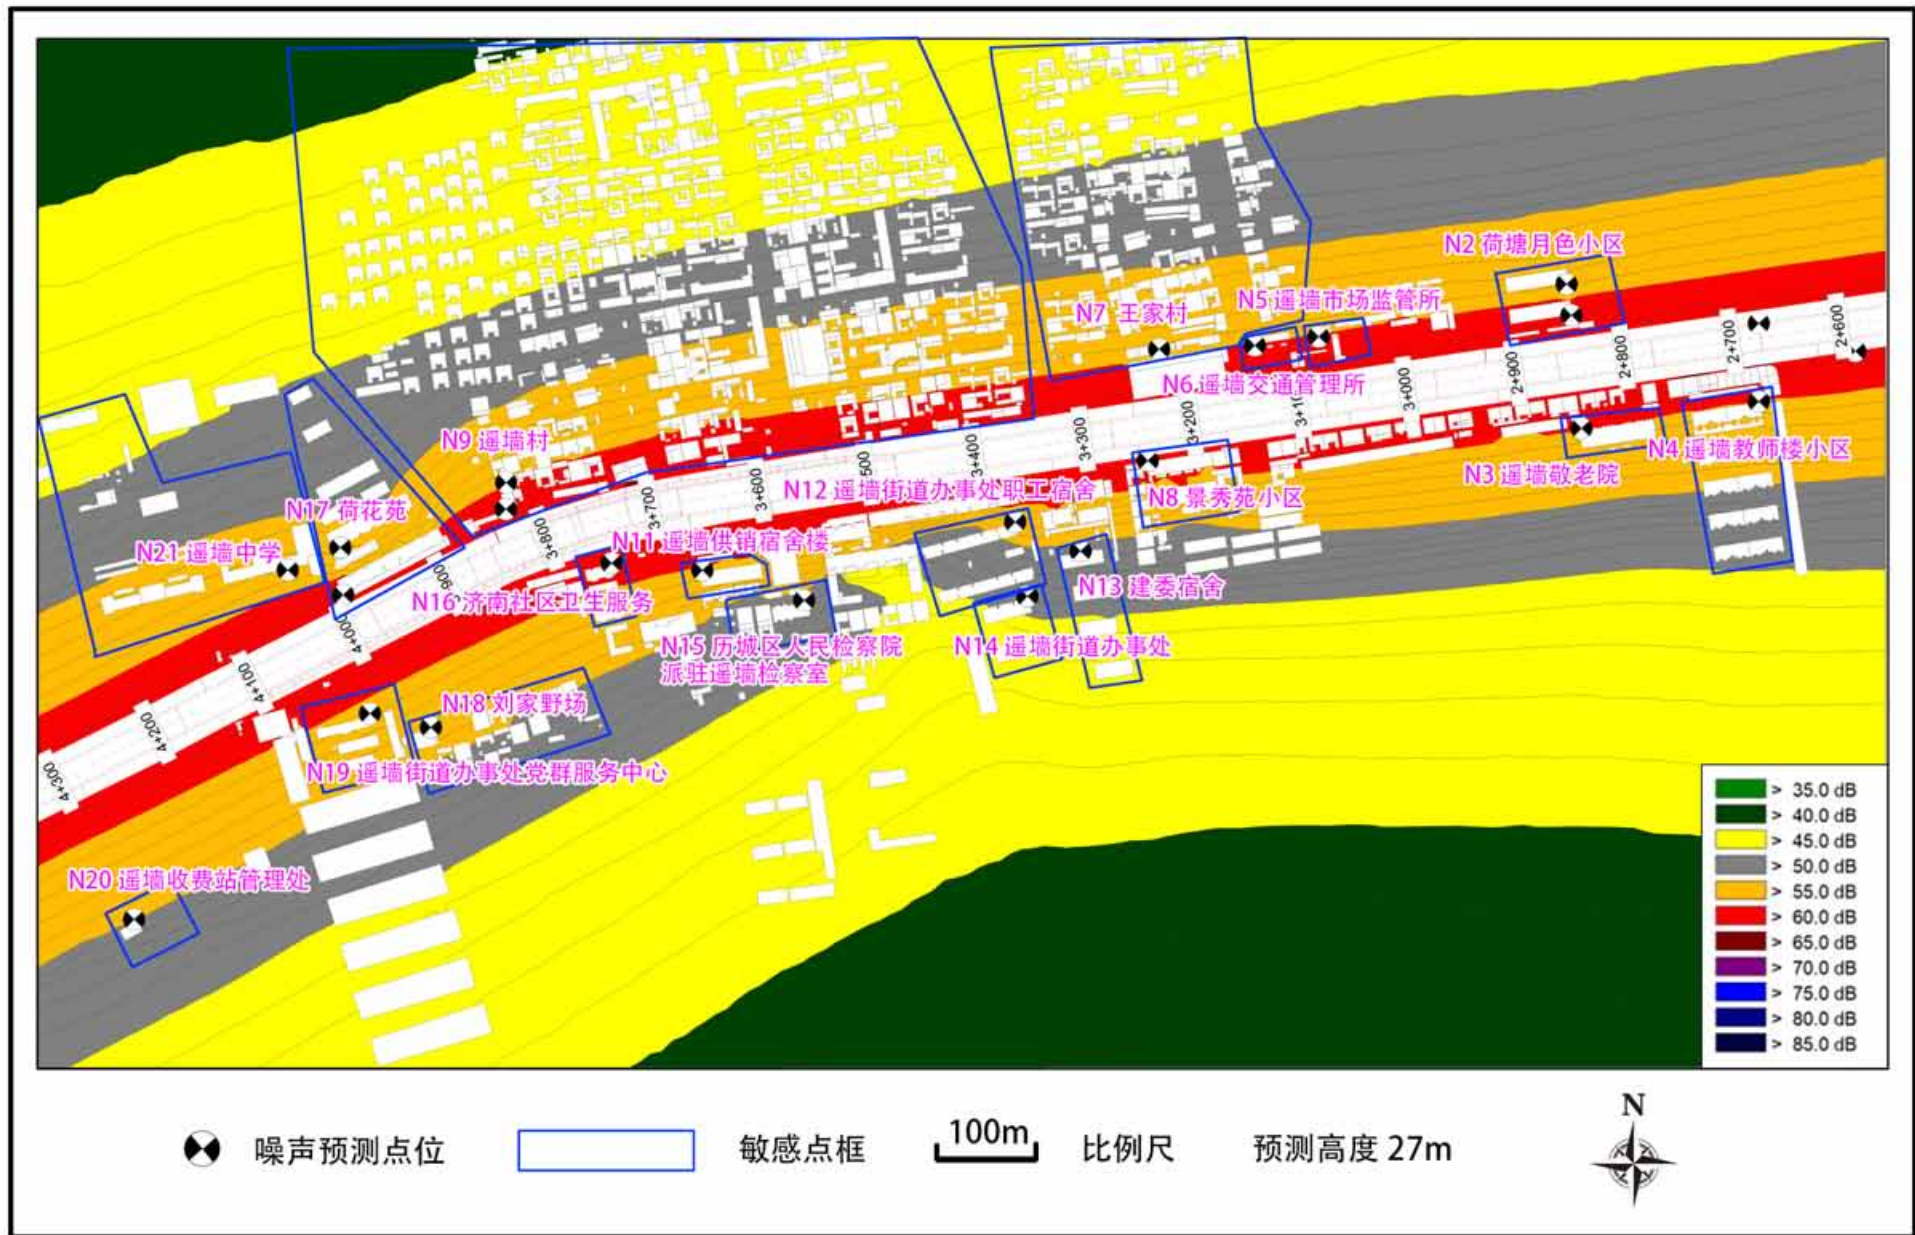 N2 荷塘月色小区
N5 遥墙市场监管所
N7 王家村
N6 遥墙交通管理所
2+600
2+700
2+800
2+900
3+000
3+10
3+200
3+300
3+400
500
3+600
3+700
3+800
900
4+000
4+100
4+200
4+300
N9 遥墙村
N4 遥墙教师楼小区
N3 遥墙敬老院
N8 景秀苑小区
N12 遥墙街道办事处职工宿舍
N17 荷花苑
N11 遥墙供销宿舍楼
N21 遥墙中学
N16 济南社区卫生服务
N13 建委宿舍
N15 历城区人民检察院
派驻遥墙检察室
N14 遥墙街道办事处
N18 刘家野场
N19 遥墙街道办事处党群服务中心
N20 遥墙收费站管理处
> 35.0 dB
> 40.0 dB
> 45.0 dB
> 50.0 dB
> 55.0 dB
> 60.0 dB
> 65.0 dB
> 70.0 dB
> 75.0 dB
> 80.0 dB
> 85.0 dB
噪声预测点位 敏感点框 100m 比例尺 预测高度 27m
N